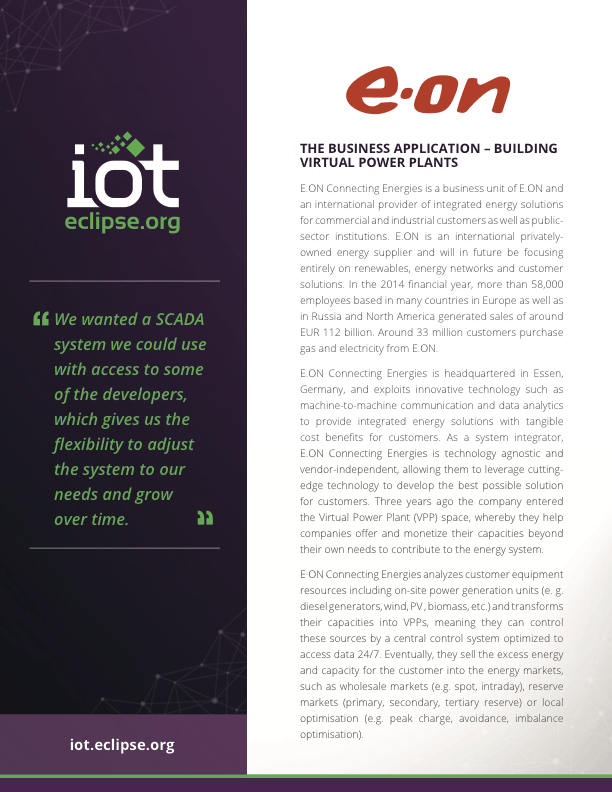 iot
eclipse.org
❝ We wanted a SCADA
system we could use
with access to some
of the developers,
which gives us the
flexibility to adjust
the system to our
needs and grow
over time. ❞
iot.eclipse.org
e·on
THE BUSINESS APPLICATION – BUILDING
VIRTUAL POWER PLANTS
E.ON Connecting Energies is a business unit of E.ON and
an international provider of integrated energy solutions
for commercial and industrial customers as well as public-
sector institutions. E.ON is an international privately-
owned energy supplier and will in future be focusing
entirely on renewables, energy networks and customer
solutions. In the 2014 financial year, more than 58,000
employees based in many countries in Europe as well as
in Russia and North America generated sales of around
EUR 112 billion. Around 33 million customers purchase
gas and electricity from E.ON.
E.ON Connecting Energies is headquartered in Essen,
Germany, and exploits innovative technology such as
machine-to-machine communication and data analytics
to provide integrated energy solutions with tangible
cost benefits for customers. As a system integrator,
E.ON Connecting Energies is technology agnostic and
vendor-independent, allowing them to leverage cutting-
edge technology to develop the best possible solution
for customers. Three years ago the company entered
the Virtual Power Plant (VPP) space, whereby they help
companies offer and monetize their capacities beyond
their own needs to contribute to the energy system.
E·ON Connecting Energies analyzes customer equipment
resources including on-site power generation units (e. g.
diesel generators, wind, PV, biomass, etc.) and transforms
their capacities into VPPs, meaning they can control
these sources by a central control system optimized to
access data 24/7. Eventually, they sell the excess energy
and capacity for the customer into the energy markets,
such as wholesale markets (e.g. spot, intraday), reserve
markets (primary, secondary, tertiary reserve) or local
optimisation (e.g. peak charge, avoidance, imbalance
optimisation).